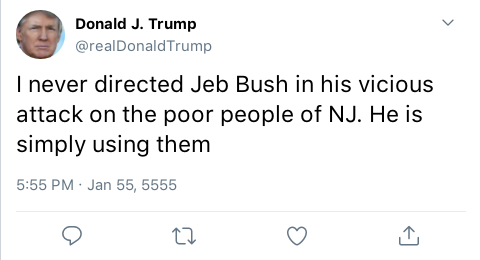 Donald J. Trump
@realDonaldTrump
I never directed Jeb Bush in his vicious
attack on the poor people of NJ. He is
simply using them
5:55 PM · Jan 55, 5555